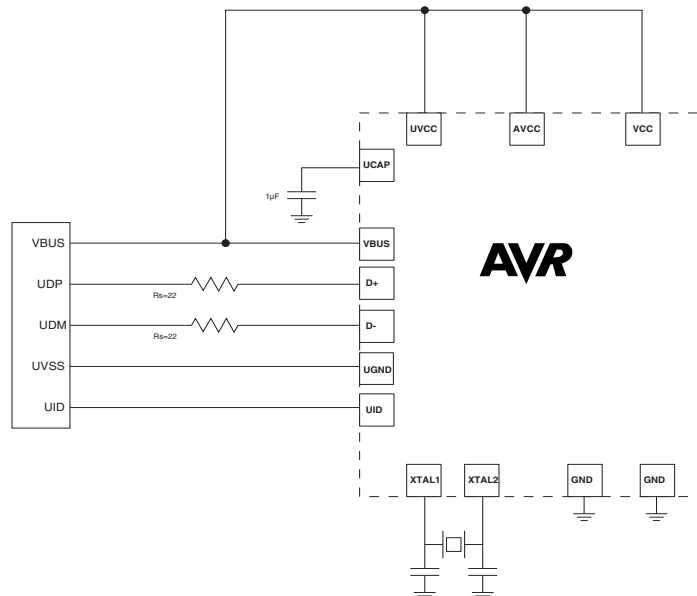 UVCC AVCC VCC
UCAP
1µF
VBUS VBUS
AVR
UDP D+
Rs=22
UDM D-
Rs=22
UVSS UGND
UID UID
XTAL1 XTAL2 GND GND